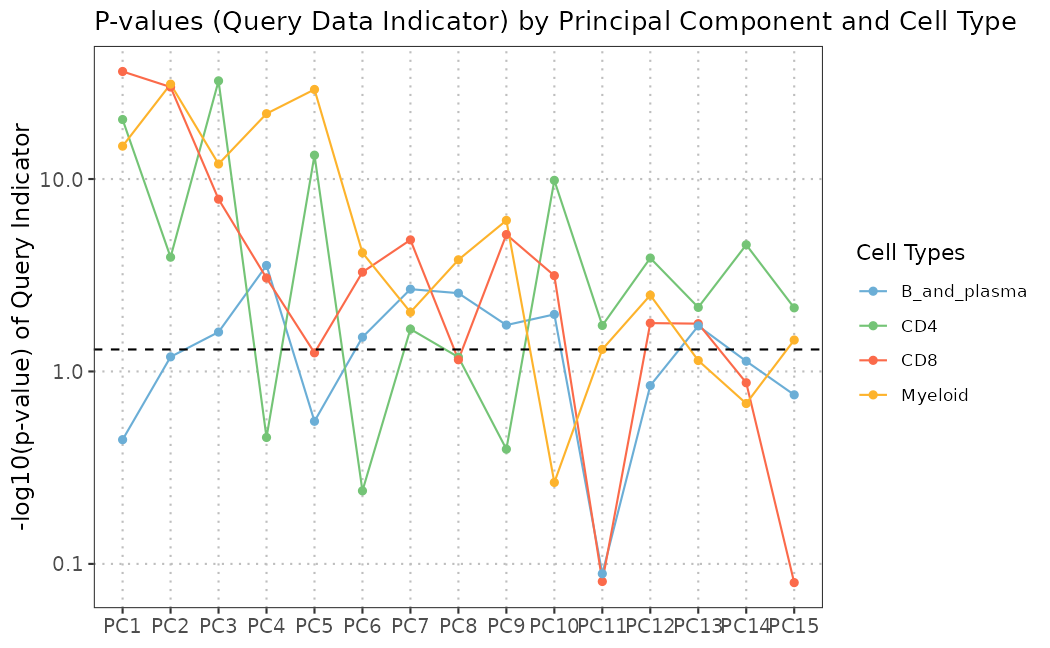 P-values (Query Data Indicator) by Principal Component and Cell Type
-log10(p-value) of Query Indicator
10.0
1.0
0.1
PC1 PC2 PC3 PC4 PC5 PC6 PC7 PC8 PC9 PC10 PC11 PC12 PC13 PC14 PC15
Cell Types
B_and_plasma
CD4
CD8
Myeloid